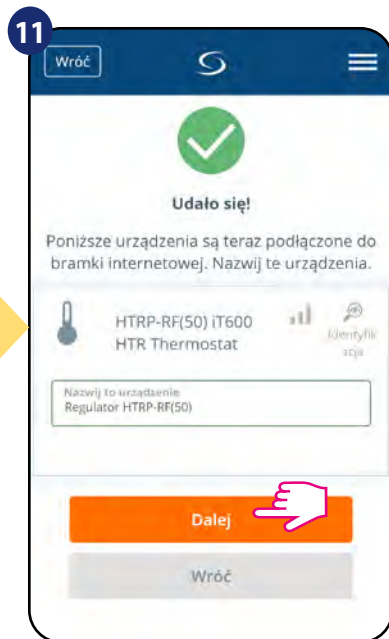 11
Wróć
Udało się!
Poniższe urządzenia są teraz podłączone do
bramki internetowej. Nazwij te urządzenia.
HTRP-RF(50) iT600
HTR Thermostat
Identyfik
acja
Nazwij to urządzenie
Regulator HTRP-RF(50)
Dalej
Wróć